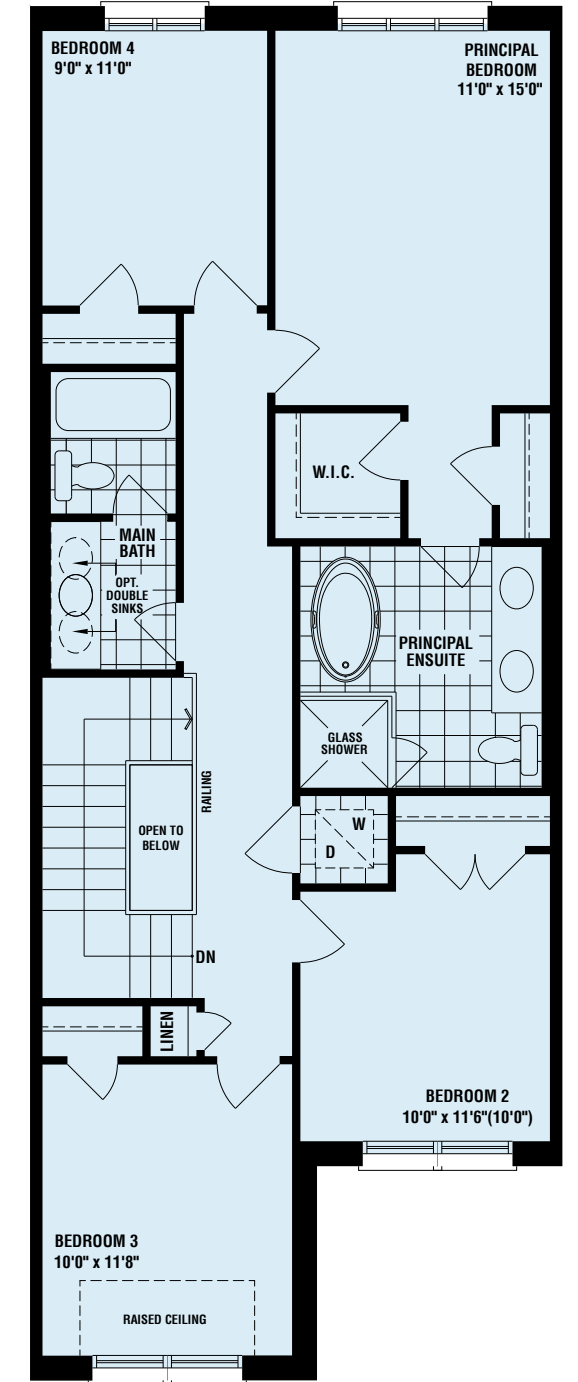 BEDROOM 4
9'0" x 11'0"
PRINCIPAL
BEDROOM
11'0" x 15'0"
W.I.C.
MAIN
BATH
OPT.
DOUBLE
SINKS
PRINCIPAL
ENSUITE
GLASS
SHOWER
RAILING
OPEN TO
BELOW
W
D
DN
LINEN
BEDROOM 2
10'0" x 11'6"(10'0")
BEDROOM 3
10'0" x 11'8"
RAISED CEILING